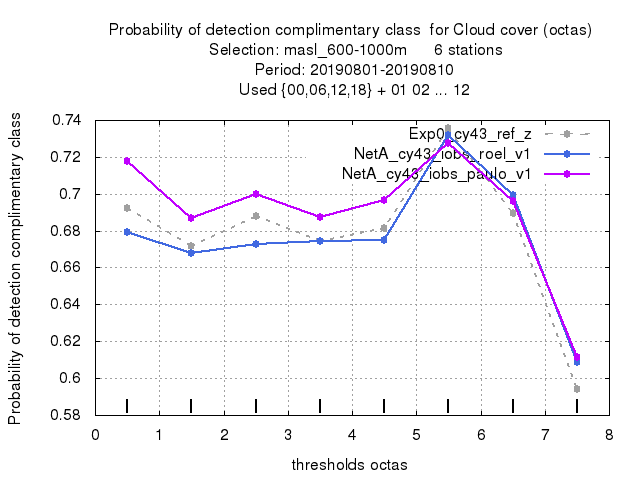 Probability of detection complimentary class  for Cloud cover (octas)
Selection: masl_600-1000m      6 stations
Period: 20190801-20190810
Used {00,06,12,18} + 01 02 ... 12
Probability of detection complimentary class
0.74
0.72
0.7
0.68
0.66
0.64
0.62
0.6
0.58
Exp0_cy43_ref_z
NetA_cy43_iobs_roel_v1
NetA_cy43_iobs_paulo_v1
0 1 2 3 4 5 6 7 8
thresholds octas